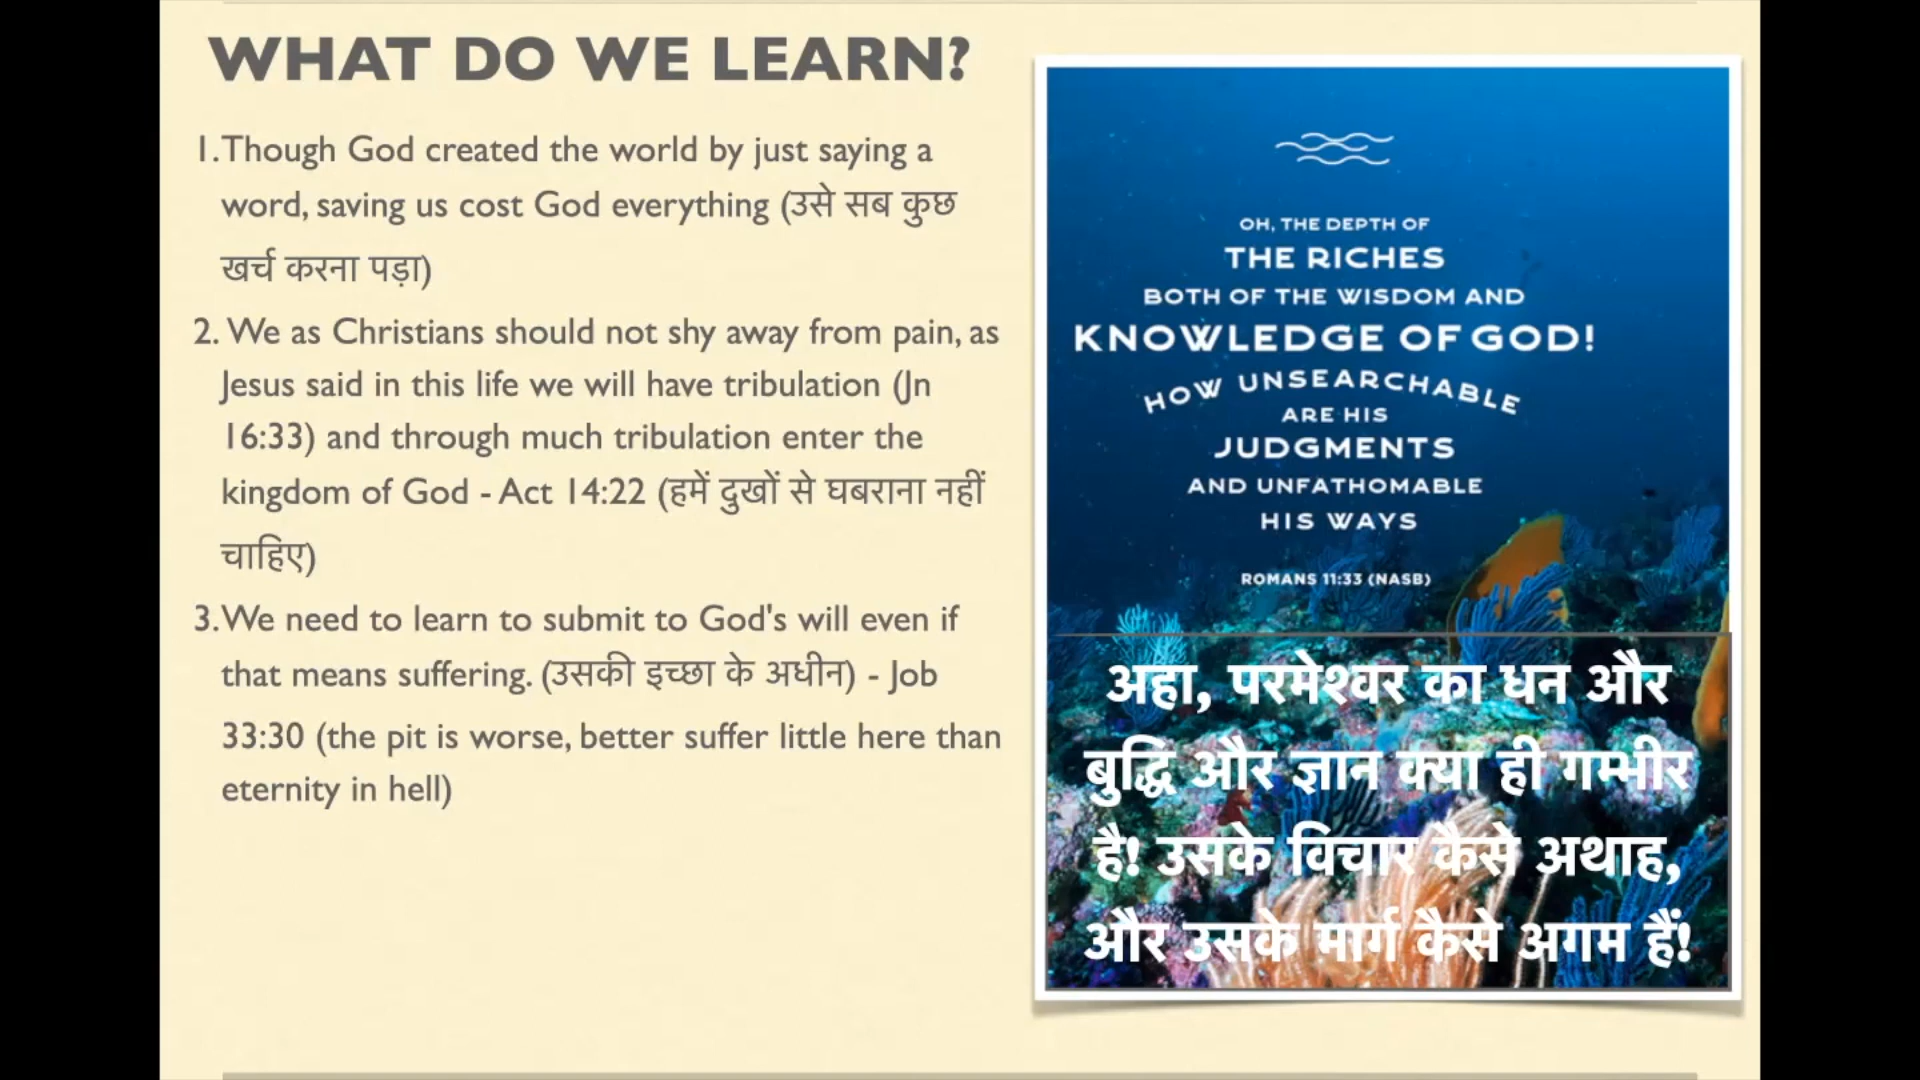 WHAT DO WE LEARN?
1.Though God created the world by just saying a
word, saving us cost God everything (उसे सब कुछ
खर्च करना पड़ा)
2. We as Christians should not shy away from pain, as
Jesus said in this life we will have tribulation (Jn
16:33) and through much tribulation enter the
kingdom of God - Act 14:22 (हमें दुखों से घबराना नहीं
चाहिए)
3.We need to learn to submit to God's will even if
that means suffering. (उसकी इच्छा के अधीन) - Job
33:30 (the pit is worse, better suffer little here than
eternity in hell)
OH, THE DEPTH OF
THE RICHES
BOTH OF THE WISDOM AND
KNOWLEDGE OF GOD!
HOW UNSEARCHABLE
ARE HIS
JUDGMENTS
AND UNFATHOMABLE
HIS WAYS
ROMANS 11:33 (NASB)
अहा, परमेश्वर का धन और
बुद्धि और ज्ञान क्या ही गम्भीर
है! उसके विचार कैसे अथाह,
और उसके मार्ग कैसे अगम हैं!